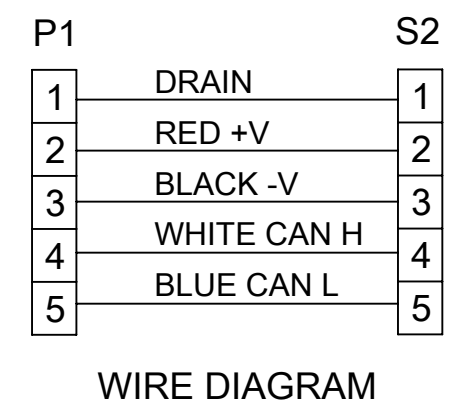 P1 S2
1 DRAIN 1
2 RED +V 2
3 BLACK -V 3
4 WHITE CAN H 4
5 BLUE CAN L 5
WIRE DIAGRAM